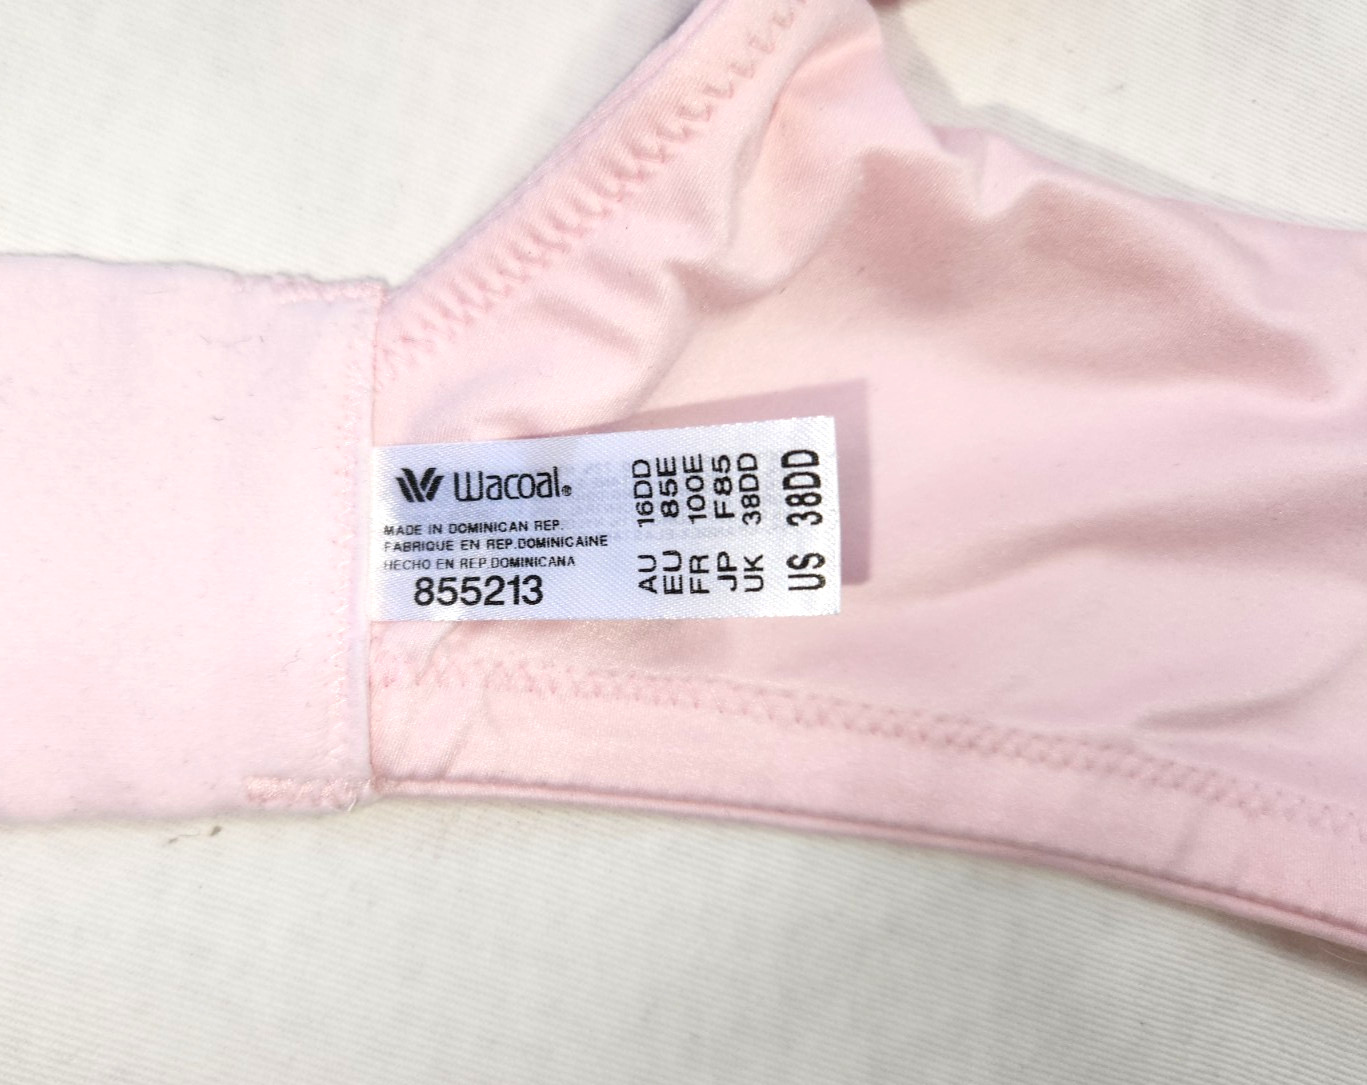 Wacoal®
MADE IN DOMINICAN REP.
FABRIQUE EN REP.DOMINICAINE
HECHO EN REP.DOMINICANA
855213
AU 16DD
EU 85E
FR 100E
JP F85
UK 38DD
US 38DD